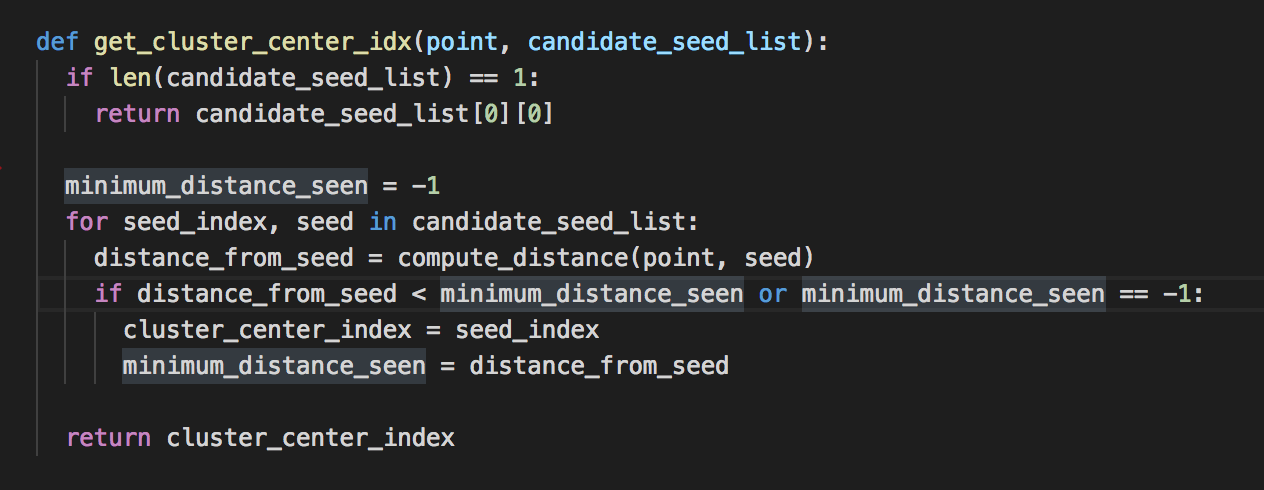 def get_cluster_center_idx(point, candidate_seed_list):
  if len(candidate_seed_list) == 1:
    return candidate_seed_list[0][0]
  minimum_distance_seen = -1
  for seed_index, seed in candidate_seed_list:
    distance_from_seed = compute_distance(point, seed)
    if distance_from_seed < minimum_distance_seen or minimum_distance_seen == -1:
      cluster_center_index = seed_index
      minimum_distance_seen = distance_from_seed
  return cluster_center_index